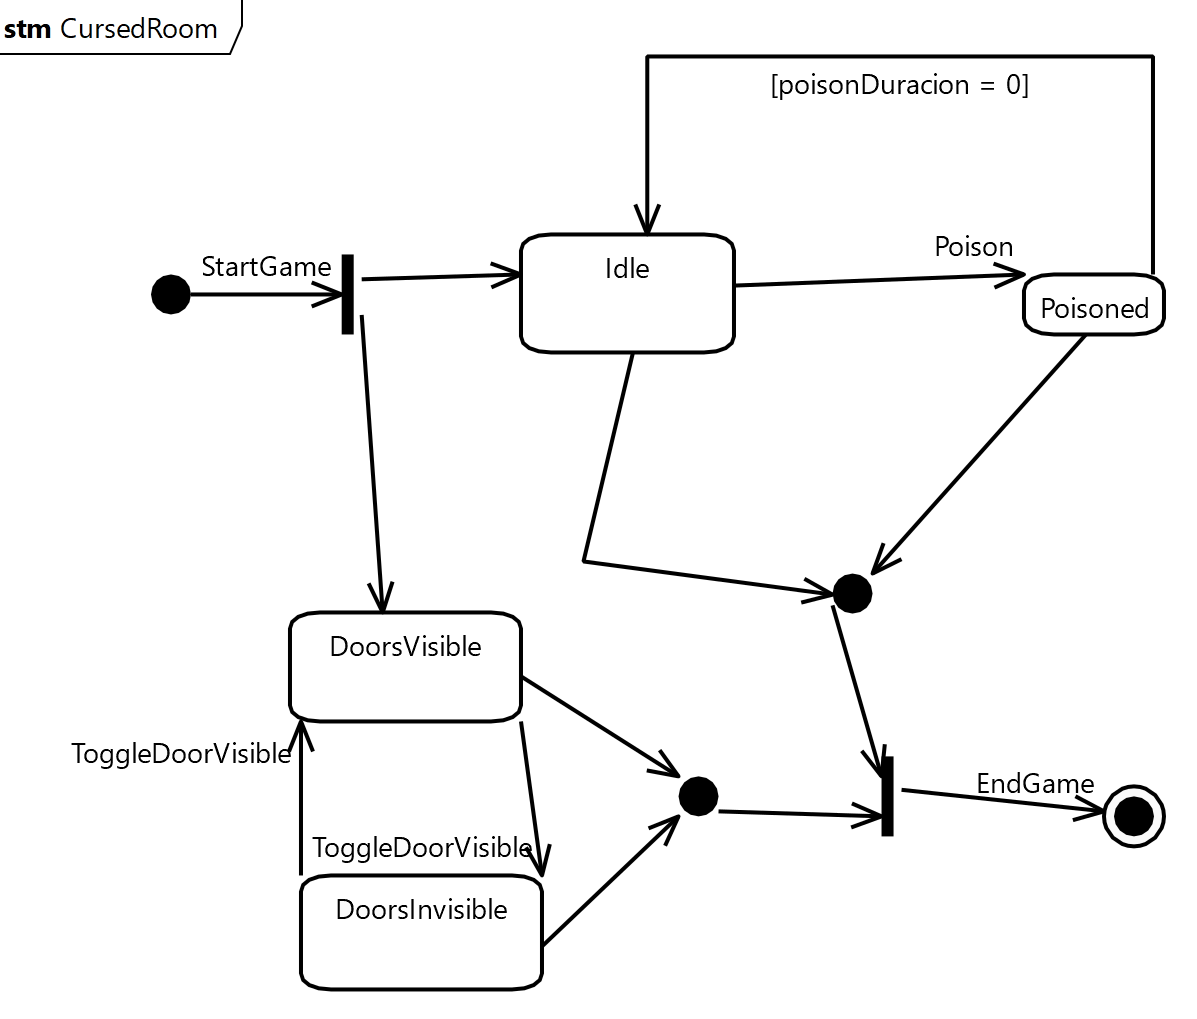 stm CursedRoom
[poisonDuracion = 0]
StartGame
Idle
Poison
Poisoned
DoorsVisible
ToggleDoorVisible
EndGame
ToggleDoorVisible
DoorsInvisible